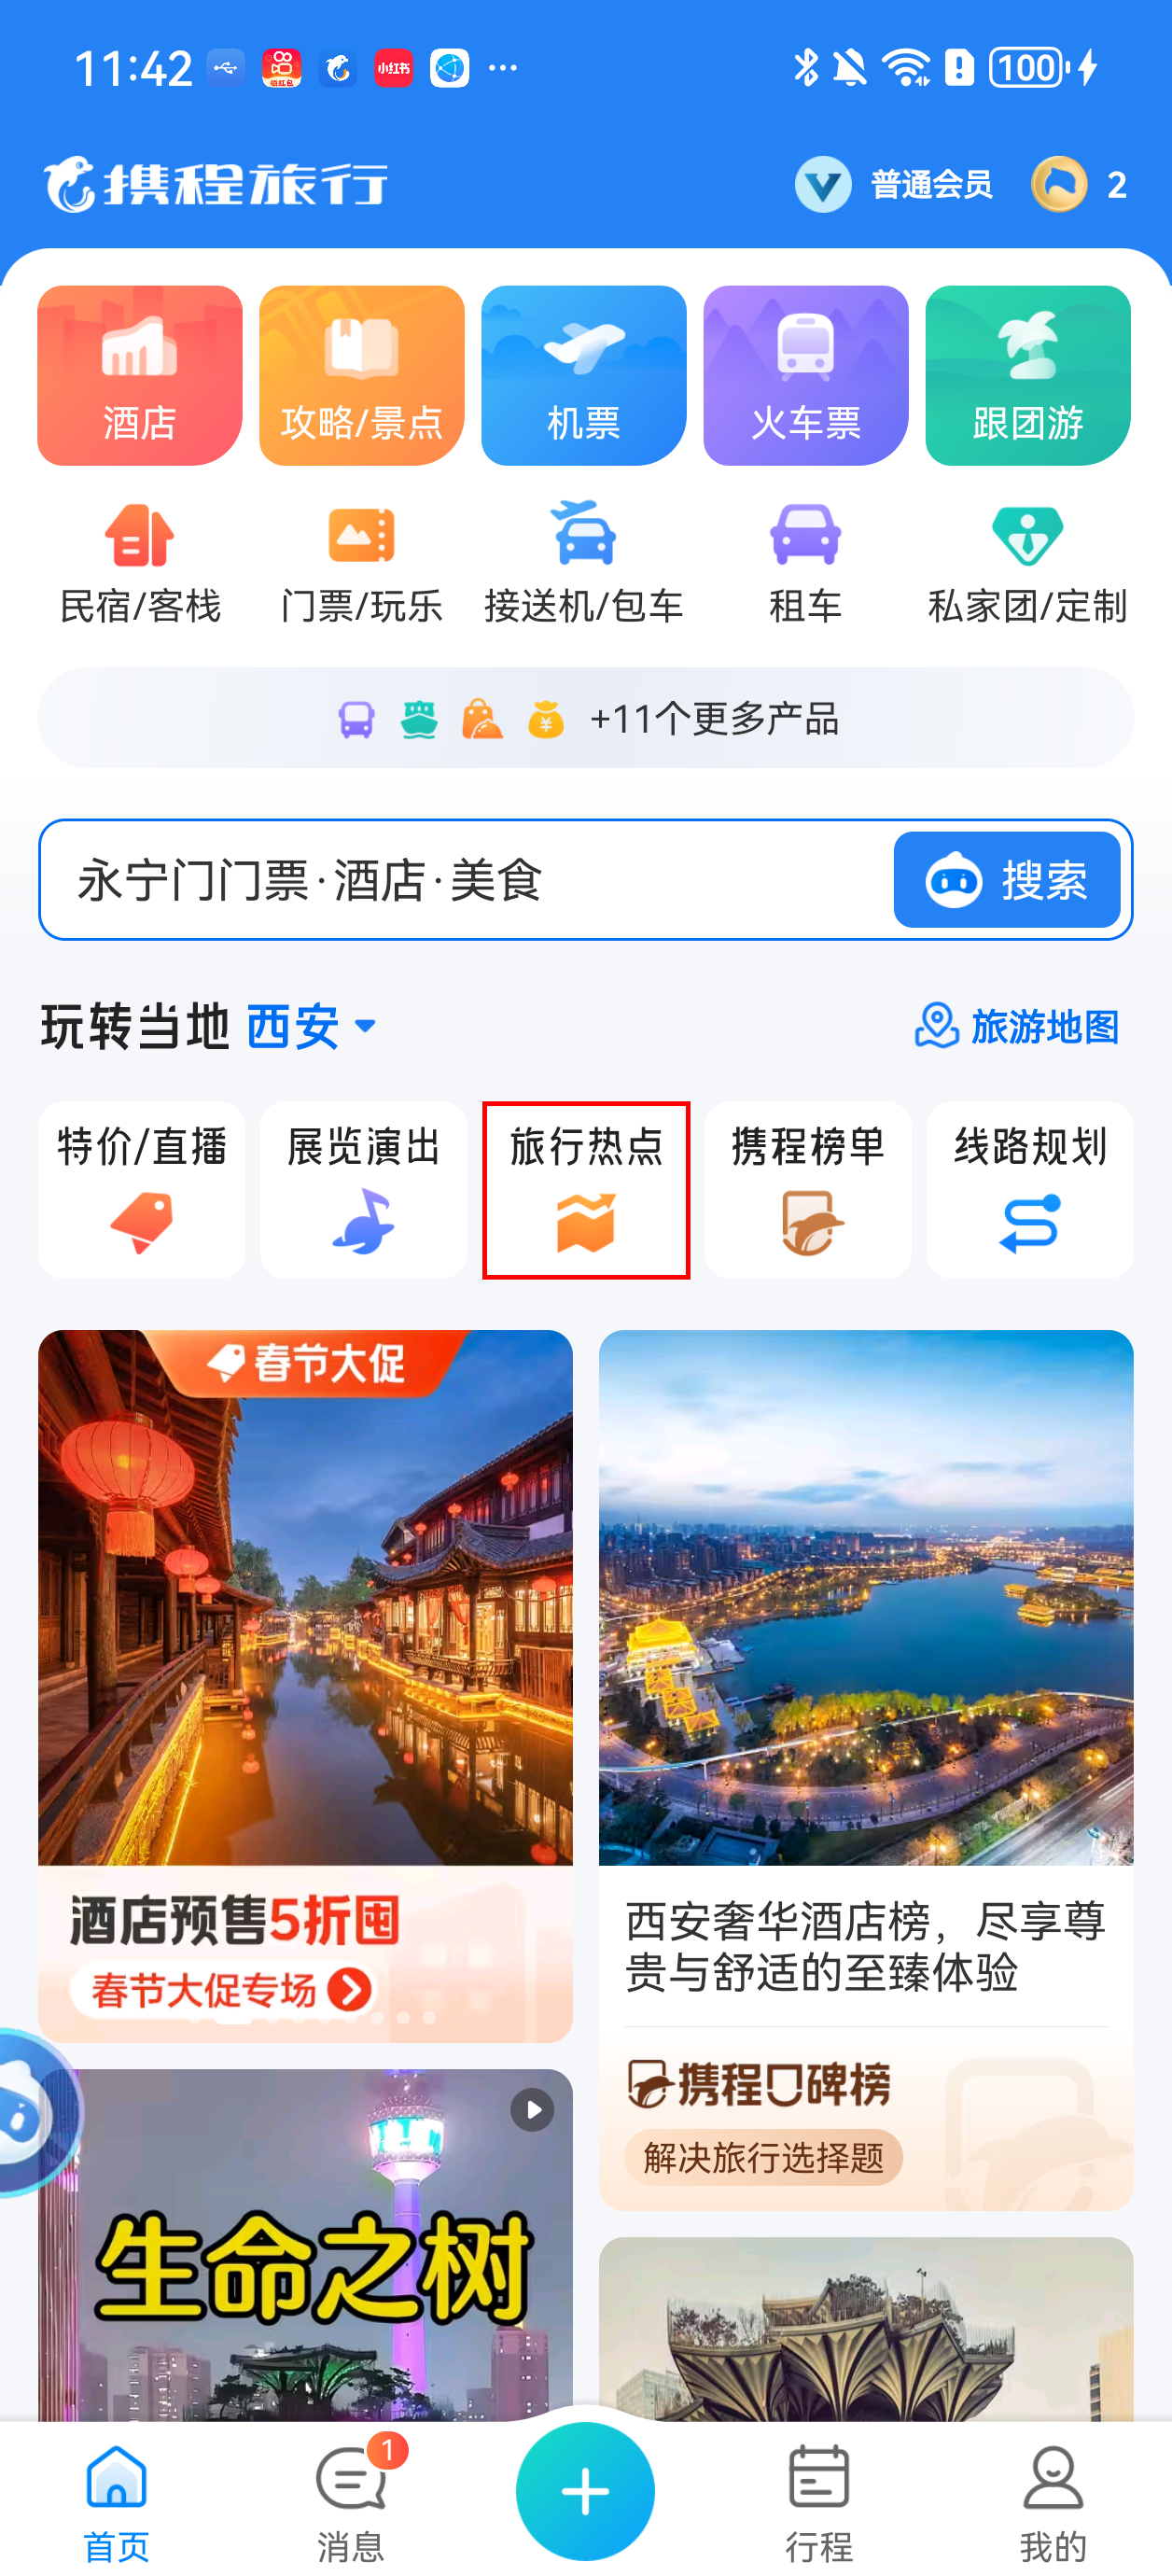 11:42
领红包
小红书
100
携程旅行
普通会员
2
酒店
攻略/景点
机票
火车票
跟团游
民宿/客栈
门票/玩乐
接送机/包车
租车
私家团/定制
+11个更多产品
永宁门门票·酒店·美食
搜索
玩转当地 西安
旅游地图
特价/直播
展览演出
旅行热点
携程榜单
线路规划
春节大促
酒店预售5折囤
春节大促专场
西安奢华酒店榜，尽享尊
贵与舒适的至臻体验
携程口碑榜
解决旅行选择题
生命之树
首页
消息
1
行程
我的